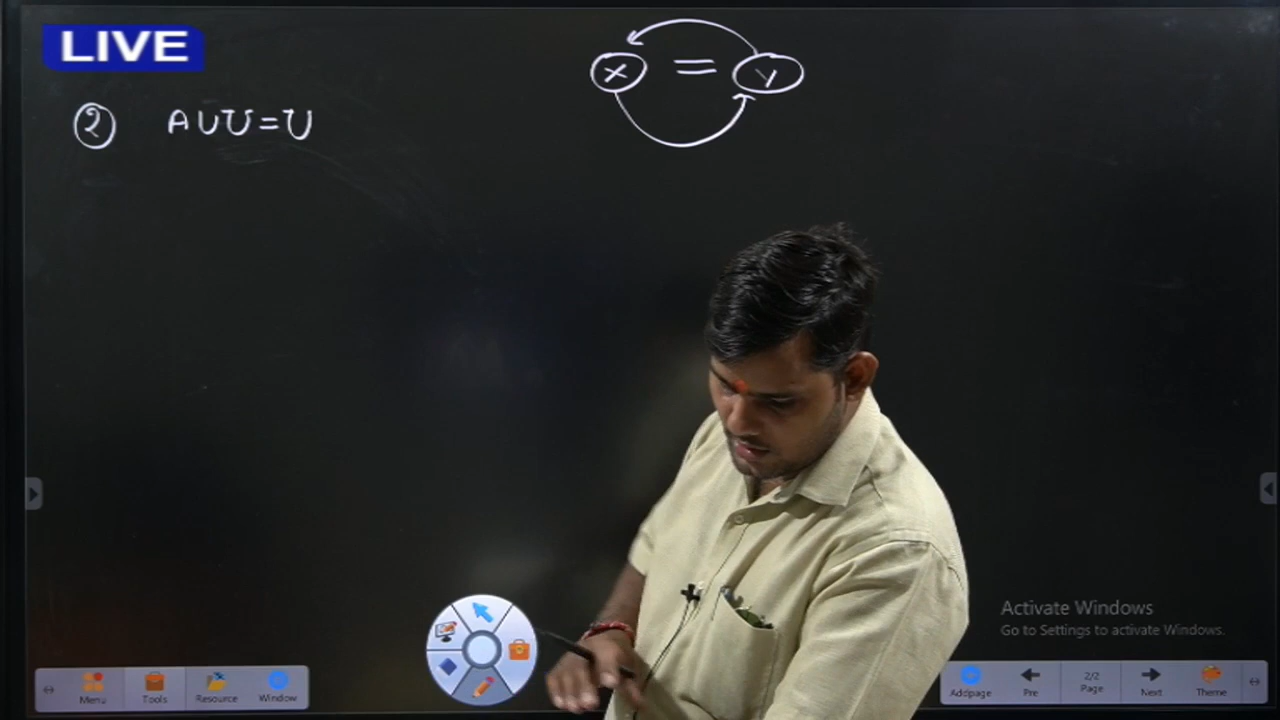 LIVE
X = Y
2 A∪U=U
Activate Windows
Go to Settings to activate Windows.
Menu Tools Resource Window
Addpage Pre 2/2 Page Next Theme